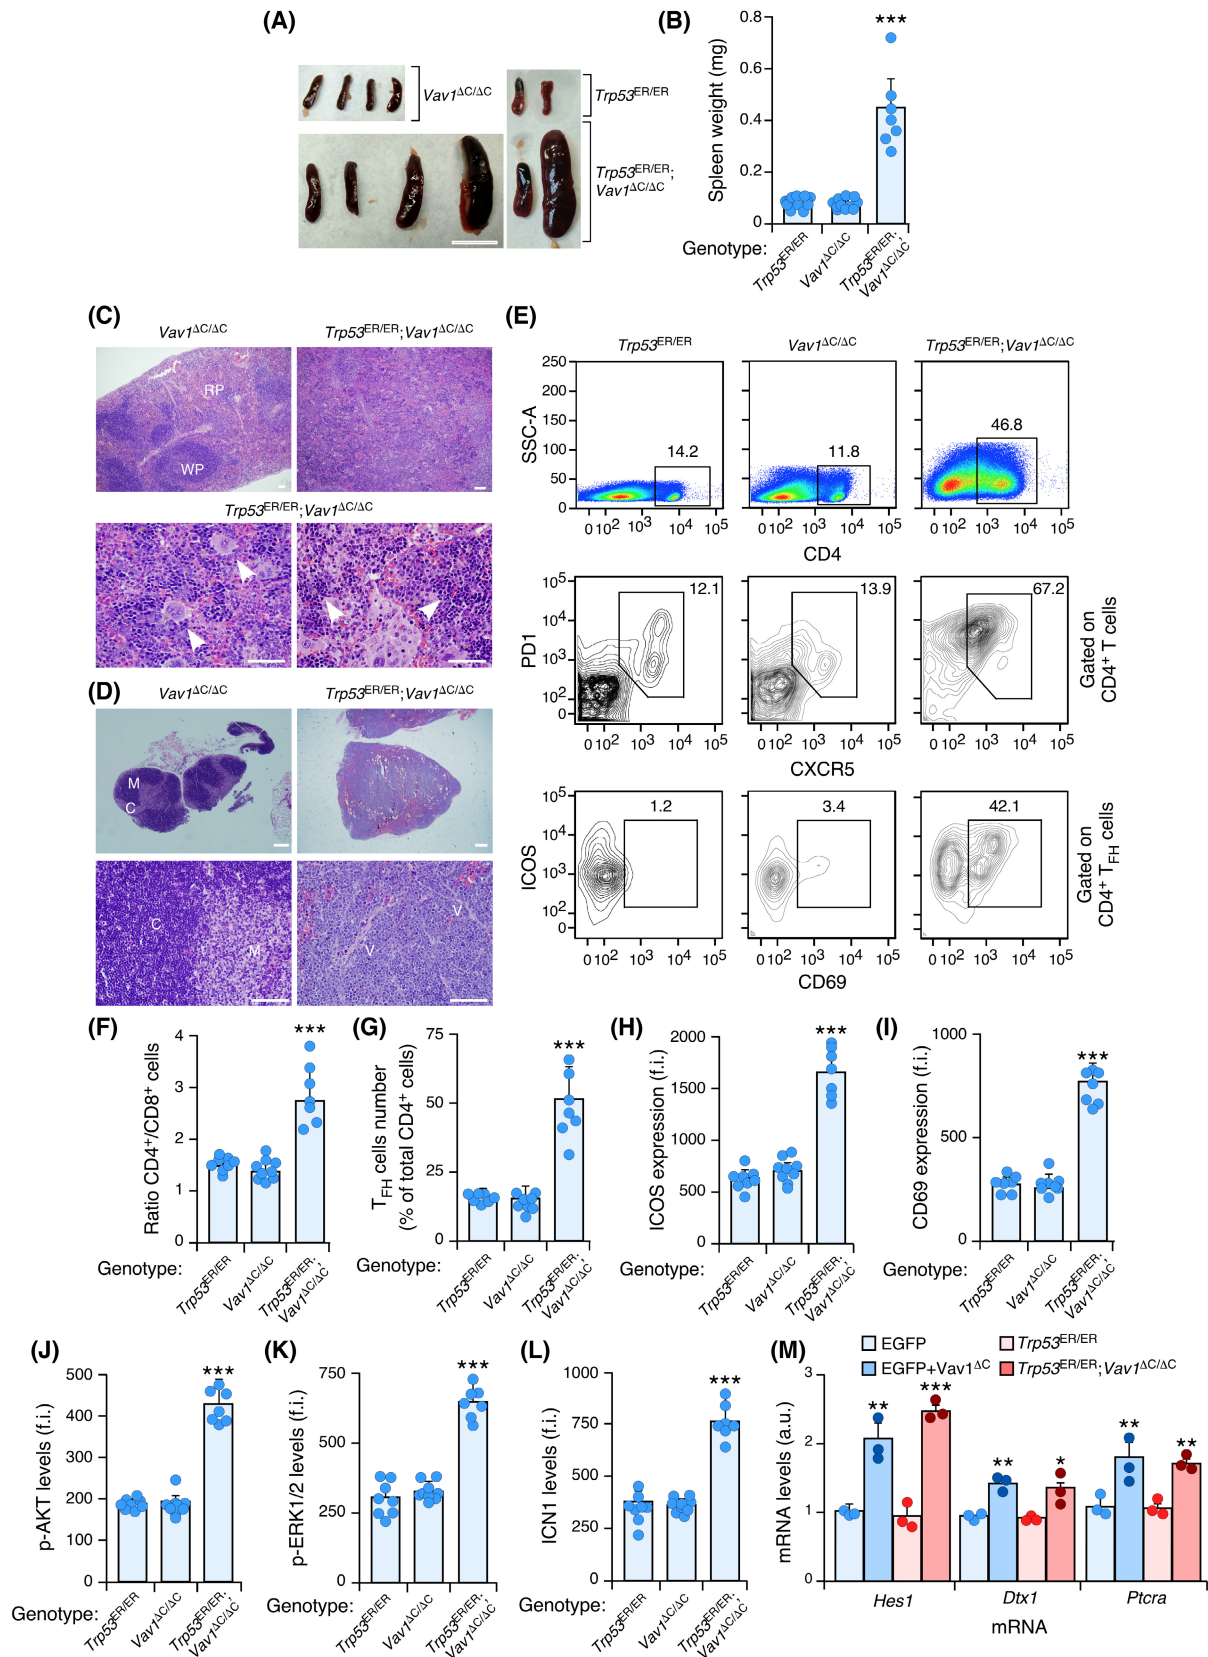 (A)
Vav1ΔC/ΔC
Trp53ER/ER
Trp53ER/ER;
Vav1ΔC/ΔC
(B)
Spleen weight (mg)
0.8
0.6
0.4
0.2
0
***
Genotype:
Trp53ER/ER
Vav1ΔC/ΔC
Trp53ER/ER;
Vav1ΔC/ΔC
(C)
Vav1ΔC/ΔC
Trp53ER/ER;Vav1ΔC/ΔC
RP
WP
Trp53ER/ER;Vav1ΔC/ΔC
(D)
Vav1ΔC/ΔC
Trp53ER/ER;Vav1ΔC/ΔC
M
C
C
M
V
V
(E)
Trp53ER/ER
Vav1ΔC/ΔC
Trp53ER/ER;Vav1ΔC/ΔC
SSC-A
250
200
150
100
50
0
14.2
11.8
46.8
0 10² 10³ 10⁴ 10⁵
0 10² 10³ 10⁴ 10⁵
0 10² 10³ 10⁴ 10⁵
CD4
PD1
10⁵
10⁴
10³
10²
0
12.1
13.9
67.2
Gated on
CD4⁺ T cells
0 10² 10³ 10⁴ 10⁵
0 10² 10³ 10⁴ 10⁵
0 10² 10³ 10⁴ 10⁵
CXCR5
ICOS
10⁵
10⁴
10³
10²
0
1.2
3.4
42.1
Gated on
CD4⁺ TFH cells
0 10² 10³ 10⁴ 10⁵
0 10² 10³ 10⁴ 10⁵
0 10² 10³ 10⁴ 10⁵
CD69
(F)
Ratio CD4⁺/CD8⁺ cells
4
3
2
1
0
***
Genotype:
Trp53ER/ER
Vav1ΔC/ΔC
Trp53ER/ER;
Vav1ΔC/ΔC
(G)
TFH cells number
(% of total CD4⁺ cells)
75
50
25
0
***
Genotype:
Trp53ER/ER
Vav1ΔC/ΔC
Trp53ER/ER;
Vav1ΔC/ΔC
(H)
ICOS expression (f.i.)
2000
1500
1000
500
0
***
Genotype:
Trp53ER/ER
Vav1ΔC/ΔC
Trp53ER/ER;
Vav1ΔC/ΔC
(I)
CD69 expression (f.i.)
1000
500
0
***
Genotype:
Trp53ER/ER
Vav1ΔC/ΔC
Trp53ER/ER;
Vav1ΔC/ΔC
(J)
p-AKT levels (f.i.)
500
400
300
200
100
0
***
Genotype:
Trp53ER/ER
Vav1ΔC/ΔC
Trp53ER/ER;
Vav1ΔC/ΔC
(K)
p-ERK1/2 levels (f.i.)
750
500
250
0
***
Genotype:
Trp53ER/ER
Vav1ΔC/ΔC
Trp53ER/ER;
Vav1ΔC/ΔC
(L)
ICN1 levels (f.i.)
1000
750
500
250
0
***
Genotype:
Trp53ER/ER
Vav1ΔC/ΔC
Trp53ER/ER;
Vav1ΔC/ΔC
(M)
EGFP
EGFP+Vav1ΔC
Trp53ER/ER
Trp53ER/ER;Vav1ΔC/ΔC
mRNA levels (a.u.)
3
2
1
0
**
***
**
*
**
**
Hes1
Dtx1
Ptcra
mRNA